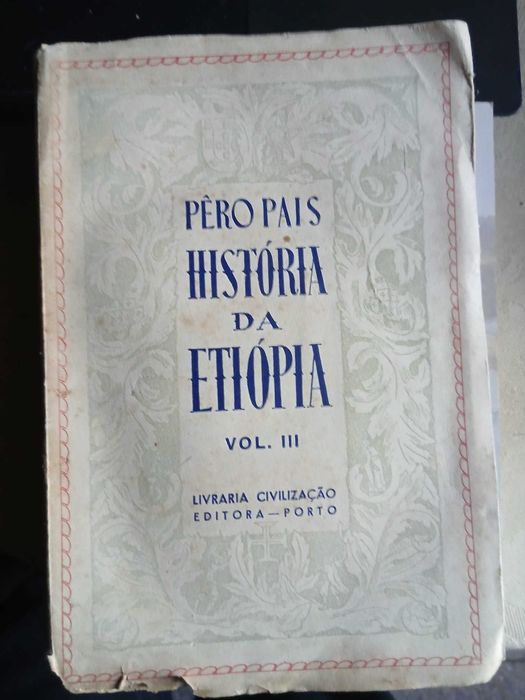 PÊRO PAIS
HISTÓRIA
DA
ETIÓPIA
VOL. III
LIVRARIA CIVILIZAÇÃO
EDITORA — PORTO